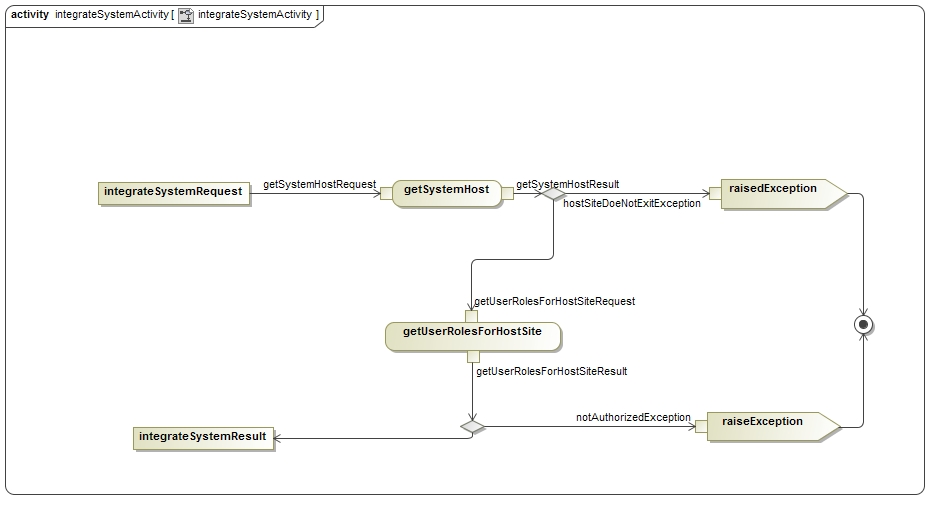 activity integrateSystemActivity [ integrateSystemActivity ]
integrateSystemRequest
getSystemHostRequest
getSystemHost
getSystemHostResult
hostSiteDoeNotExitException
raisedException
getUserRolesForHostSiteRequest
getUserRolesForHostSite
getUserRolesForHostSiteResult
notAuthorizedException
raiseException
integrateSystemResult